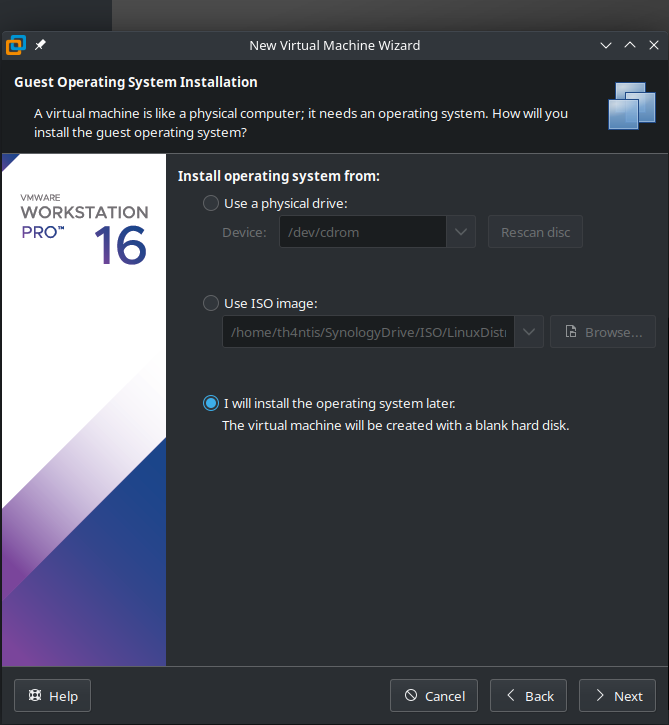 New Virtual Machine Wizard
Guest Operating System Installation
A virtual machine is like a physical computer; it needs an operating system. How will you
install the guest operating system?
VMWARE
WORKSTATION
PRO™ 16
Install operating system from:
Use a physical drive:
Device: /dev/cdrom Rescan disc
Use ISO image:
/home/th4ntis/SynologyDrive/ISO/LinuxDist Browse...
I will install the operating system later.
The virtual machine will be created with a blank hard disk.
Help Cancel Back Next